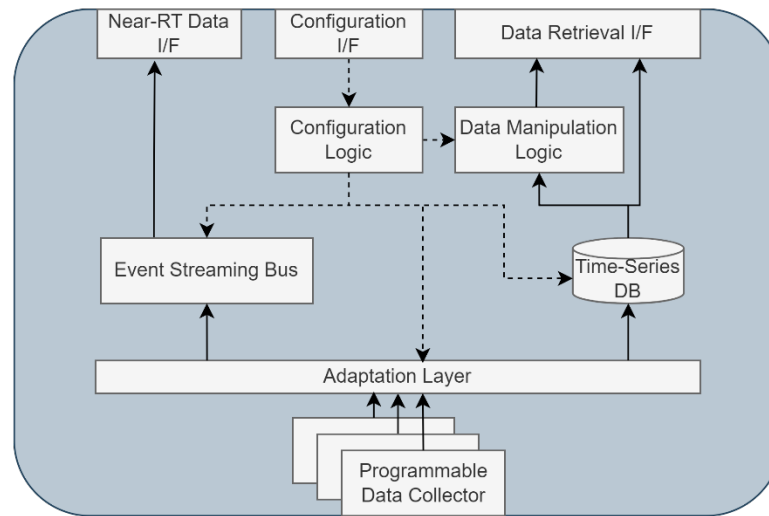 Near-RT Data
I/F
Configuration
I/F
Data Retrieval I/F
Configuration
Logic
Data Manipulation
Logic
Event Streaming Bus
Time-Series
DB
Adaptation Layer
Programmable
Data Collector